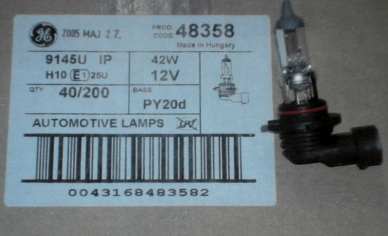 GE 2005 MAJ 27. PROD. CODE: 48358
Made in Hungary
9145U IP 42W
H10 E1 25U 12V
QTY 40/200 BASE PY20d
AUTOMOTIVE LAMPS
0043168483582